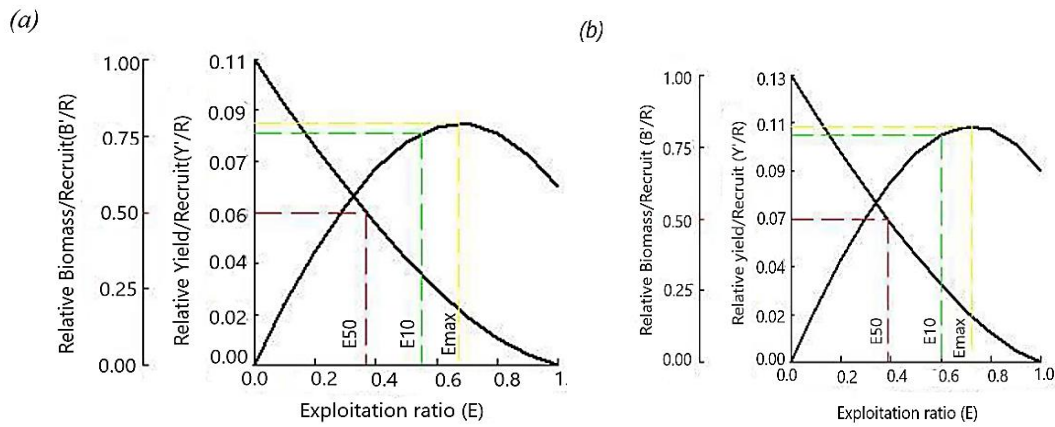 (a)
Relative Biomass/Recruit(B'/R)
1.00
0.75
0.50
0.25
0.00
Relative Yield/Recruit(Y'/R)
0.11
0.09
0.07
0.06
0.04
0.02
0.00
E50
E10
Emax
0.0
0.2
0.4
0.6
0.8
1.
Exploitation ratio (E)
(b)
Relative Biomass/Recruit (B'/R)
1.00
0.75
0.50
0.25
0.00
Relative yield/Recruit (Y'/R)
0.13
0.11
0.09
0.07
0.04
0.02
0.00
E50
E10
Emax
0.0
0.2
0.4
0.6
0.8
1.0
Exploitation ratio (E)